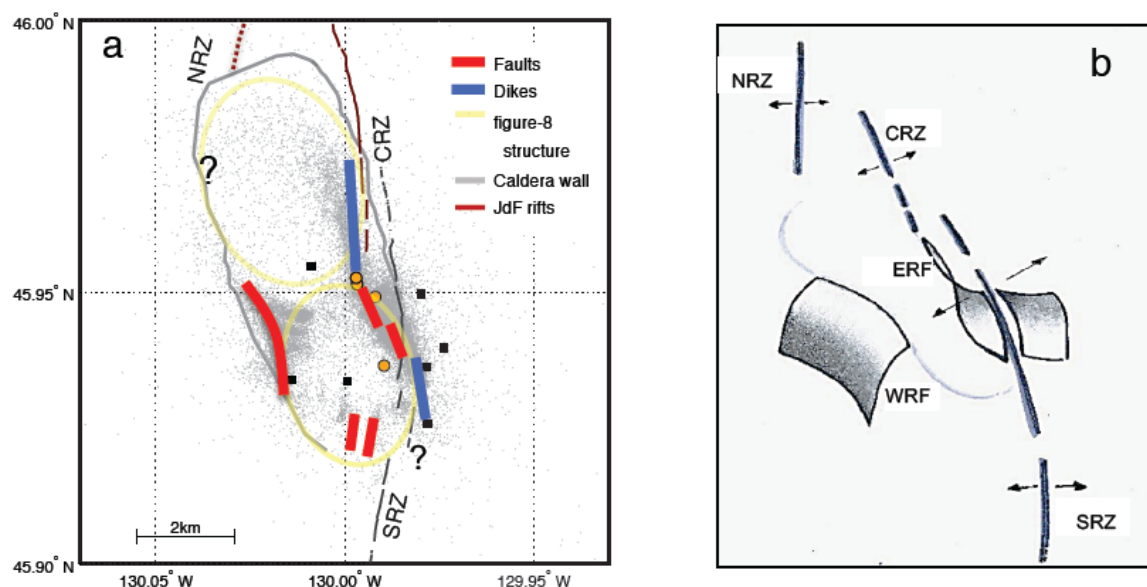 46.00° N
a
NRZ
Faults
Dikes
figure-8
structure
Caldera wall
JdF rifts
CRZ
?
45.95° N
?
SRZ
2km
45.90° N
130.05° W
130.00° W
129.95° W
b
NRZ
CRZ
ERF
WRF
SRZ